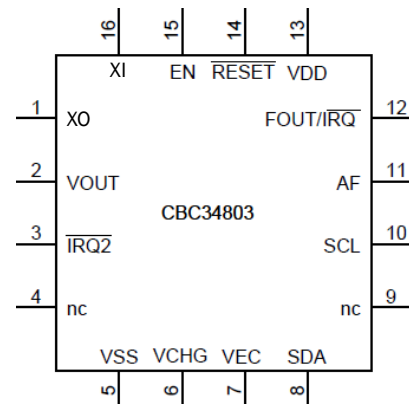 16 15 14 13
XI EN RESET VDD
1 XO FOUT/IRQ 12
2 VOUT AF 11
CBC34803
3 IRQ2 SCL 10
4 nc nc 9
VSS VCHG VEC SDA
5 6 7 8